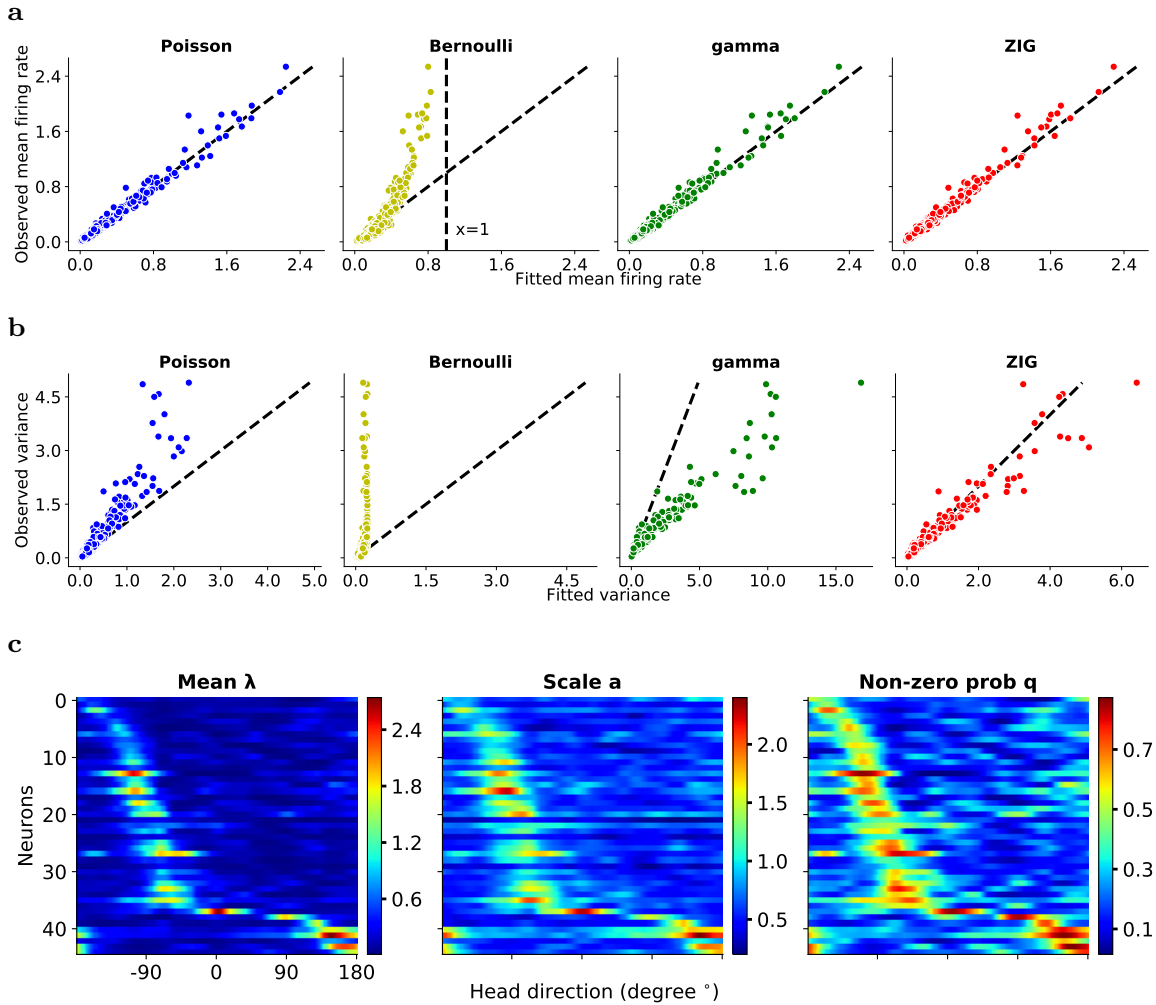 a
Poisson Bernoulli gamma ZIG
Observed mean firing rate
2.4
1.6
0.8
0.0
x=1
0.0 0.8 1.6 2.4 0.0 0.8 1.6 2.4 0.0 0.8 1.6 2.4 0.0 0.8 1.6 2.4
Fitted mean firing rate
b
Poisson Bernoulli gamma ZIG
Observed variance
4.5
3.0
1.5
0.0
0.0 1.0 2.0 3.0 4.0 5.0 0.0 1.5 3.0 4.5 0.0 5.0 10.0 15.0 0.0 2.0 4.0 6.0
Fitted variance
c
Mean λ Scale a Non-zero prob q
Neurons
0
10
20
30
40
2.4
1.8
1.2
0.6
2.0
1.5
1.0
0.5
0.7
0.5
0.3
0.1
-90 0 90 180
Head direction (degree °)